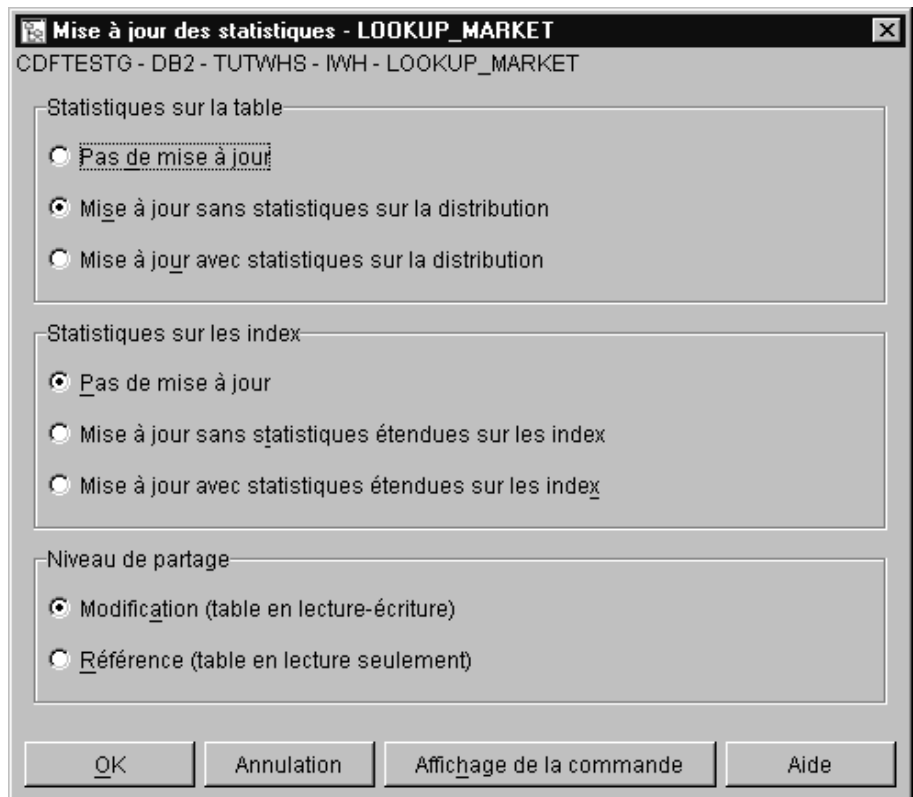 Mise à jour des statistiques - LOOKUP_MARKET
CDFTESTG - DB2 - TUTWHS - IWH - LOOKUP_MARKET
Statistiques sur la table
Pas de mise à jour
Mise à jour sans statistiques sur la distribution
Mise à jour avec statistiques sur la distribution
Statistiques sur les index
Pas de mise à jour
Mise à jour sans statistiques étendues sur les index
Mise à jour avec statistiques étendues sur les index
Niveau de partage
Modification (table en lecture-écriture)
Référence (table en lecture seulement)
OK Annulation Affichage de la commande Aide